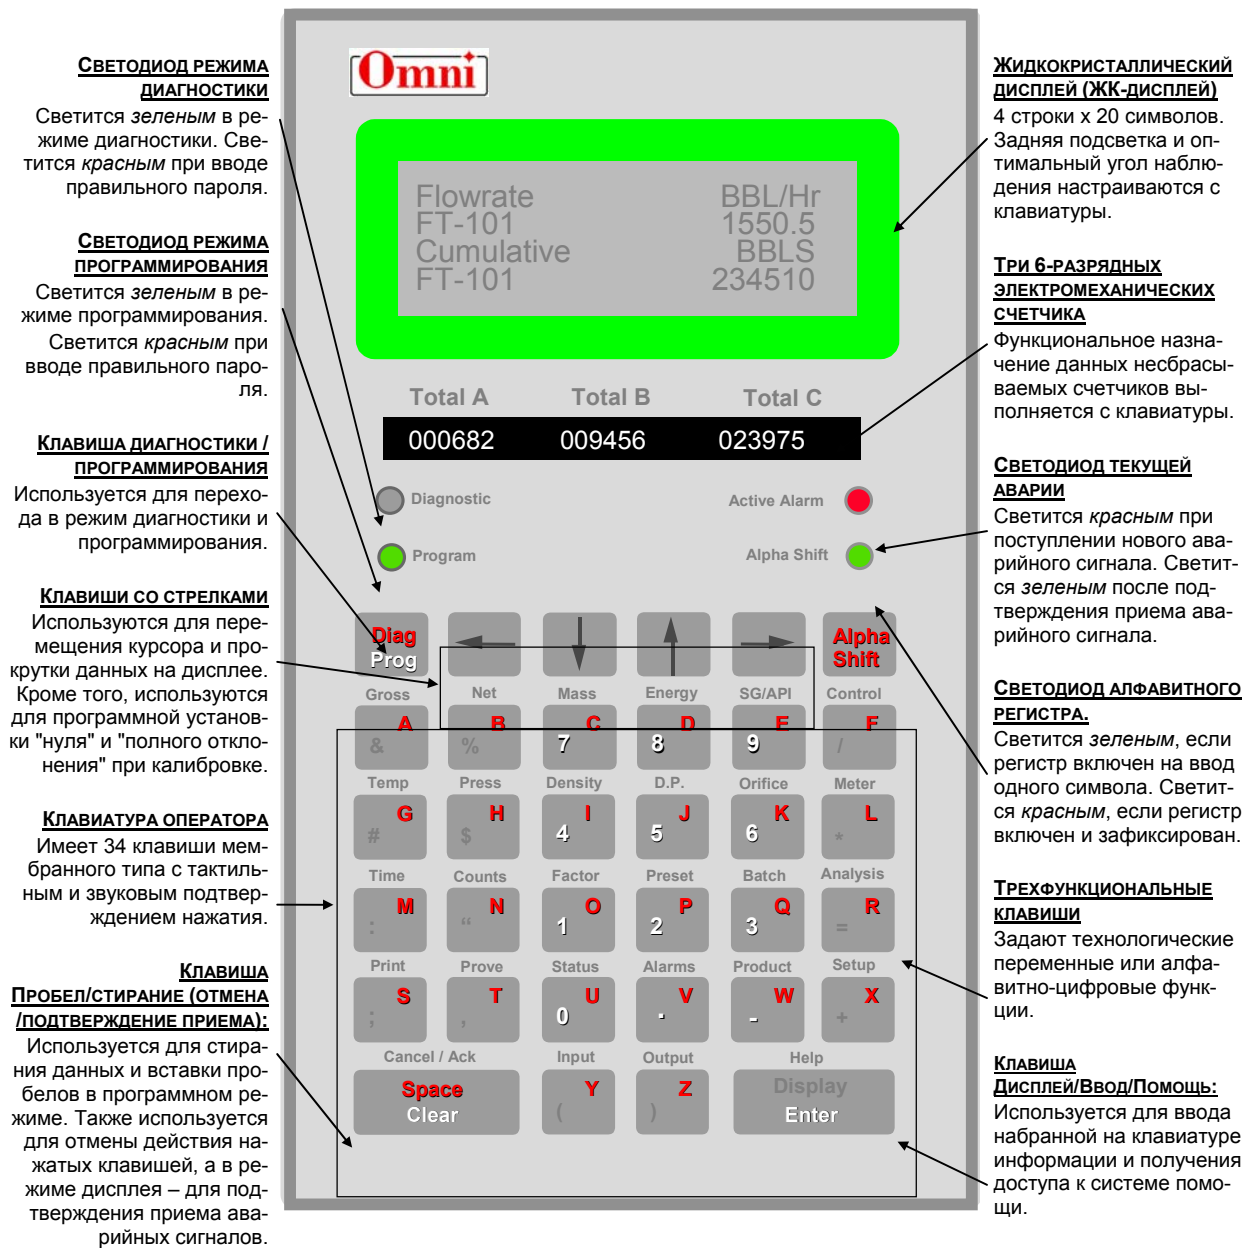 СВЕТОДИОД РЕЖИМА
ДИАГНОСТИКИ
Светится зеленым в ре-
жиме диагностики. Све-
тится красным при вводе
правильного пароля.
СВЕТОДИОД РЕЖИМА
ПРОГРАММИРОВАНИЯ
Светится зеленым в ре-
жиме программирования.
Светится красным при
вводе правильного паро-
ля.
КЛАВИША ДИАГНОСТИКИ /
ПРОГРАММИРОВАНИЯ
Используется для перехо-
да в режим диагностики и
программирования.
КЛАВИШИ СО СТРЕЛКАМИ
Используются для пере-
мещения курсора и про-
крутки данных на дисплее.
Кроме того, используются
для программной установ-
ки "нуля" и "полного откло-
нения" при калибровке.
КЛАВИАТУРА ОПЕРАТОРА
Имеет 34 клавиши мем-
бранного типа с тактиль-
ным и звуковым подтвер-
ждением нажатия.
КЛАВИША
ПРОБЕЛ/СТИРАНИЕ (ОТМЕНА
/ПОДТВЕРЖДЕНИЕ ПРИЕМА):
Используется для стира-
ния данных и вставки про-
белов в программном ре-
жиме. Также используется
для отмены действия на-
жатых клавишей, а в ре-
жиме дисплея – для под-
тверждения приема ава-
рийных сигналов.
Omni
Flowrate BBL/Hr
FT-101 1550.5
Cumulative BBLS
FT-101 234510
Total A Total B Total C
000682 009456 023975
Diagnostic Active Alarm
Program Alpha Shift
Diag Alpha
Prog Shift
Gross Net Mass Energy SG/API Control
A B C D E F
& % 7 8 9 /
Temp Press Density D.P. Orifice Meter
G H I J K L
# $ 4 5 6 *
Time Counts Factor Preset Batch Analysis
M N O P Q R
: “ 1 2 3 =
Print Prove Status Alarms Product Setup
S T U V W X
; , 0 . - +
Cancel / Ack Input Output Help
Space Y Z Display
Clear ( ) Enter
ЖИДКОКРИСТАЛЛИЧЕСКИЙ
ДИСПЛЕЙ (ЖК-ДИСПЛЕЙ)
4 строки x 20 символов.
Задняя подсветка и оп-
тимальный угол наблю-
дения настраиваются с
клавиатуры.
ТРИ 6-РАЗРЯДНЫХ
ЭЛЕКТРОМЕХАНИЧЕСКИХ
СЧЕТЧИКА
Функциональное назна-
чение данных несбрасы-
ваемых счетчиков вы-
полняется с клавиатуры.
СВЕТОДИОД ТЕКУЩЕЙ
АВАРИИ
Светится красным при
поступлении нового ава-
рийного сигнала. Светит-
ся зеленым после под-
тверждения приема ава-
рийного сигнала.
СВЕТОДИОД АЛФАВИТНОГО
РЕГИСТРА.
Светится зеленым, если
регистр включен на ввод
одного символа. Светит-
ся красным, если регистр
включен и зафиксирован.
ТРЕХФУНКЦИОНАЛЬНЫЕ
КЛАВИШИ
Задают технологические
переменные или алфа-
витно-цифровые функ-
ции.
КЛАВИША
ДИСПЛЕЙ/ВВОД/ПОМОЩЬ:
Используется для ввода
набранной на клавиатуре
информации и получения
доступа к системе помо-
щи.